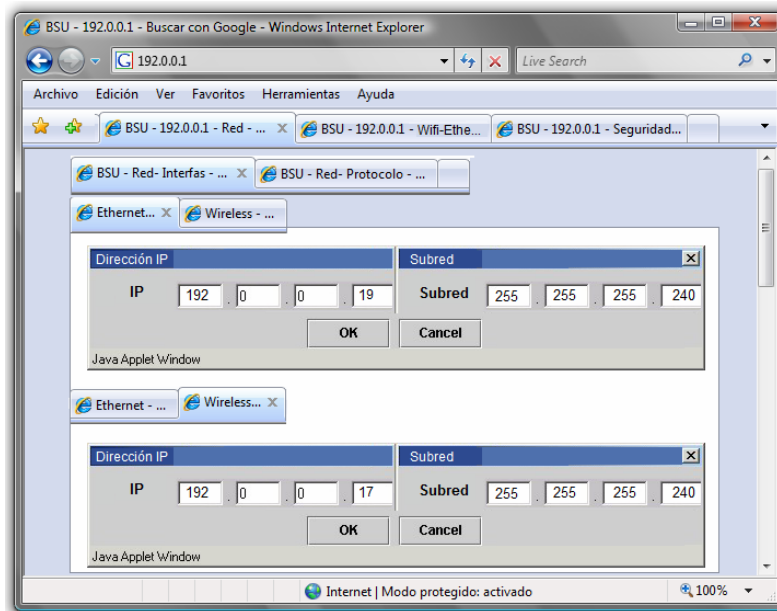 BSU - 192.0.0.1 - Buscar con Google - Windows Internet Explorer
192.0.0.1 Live Search
Archivo Edición Ver Favoritos Herramientas Ayuda
BSU - 192.0.0.1 - Red - ... BSU - 192.0.0.1 - Wifi-Ethe... BSU - 192.0.0.1 - Seguridad...
BSU - Red- Interfas - ... BSU - Red- Protocolo - ...
Ethernet... Wireless - ...
Dirección IP Subred
IP 192 . 0 . 0 . 19 Subred 255 . 255 . 255 . 240
OK Cancel
Java Applet Window
Ethernet - ... Wireless...
Dirección IP Subred
IP 192 . 0 . 0 . 17 Subred 255 . 255 . 255 . 240
OK Cancel
Java Applet Window
Internet | Modo protegido: activado 100%